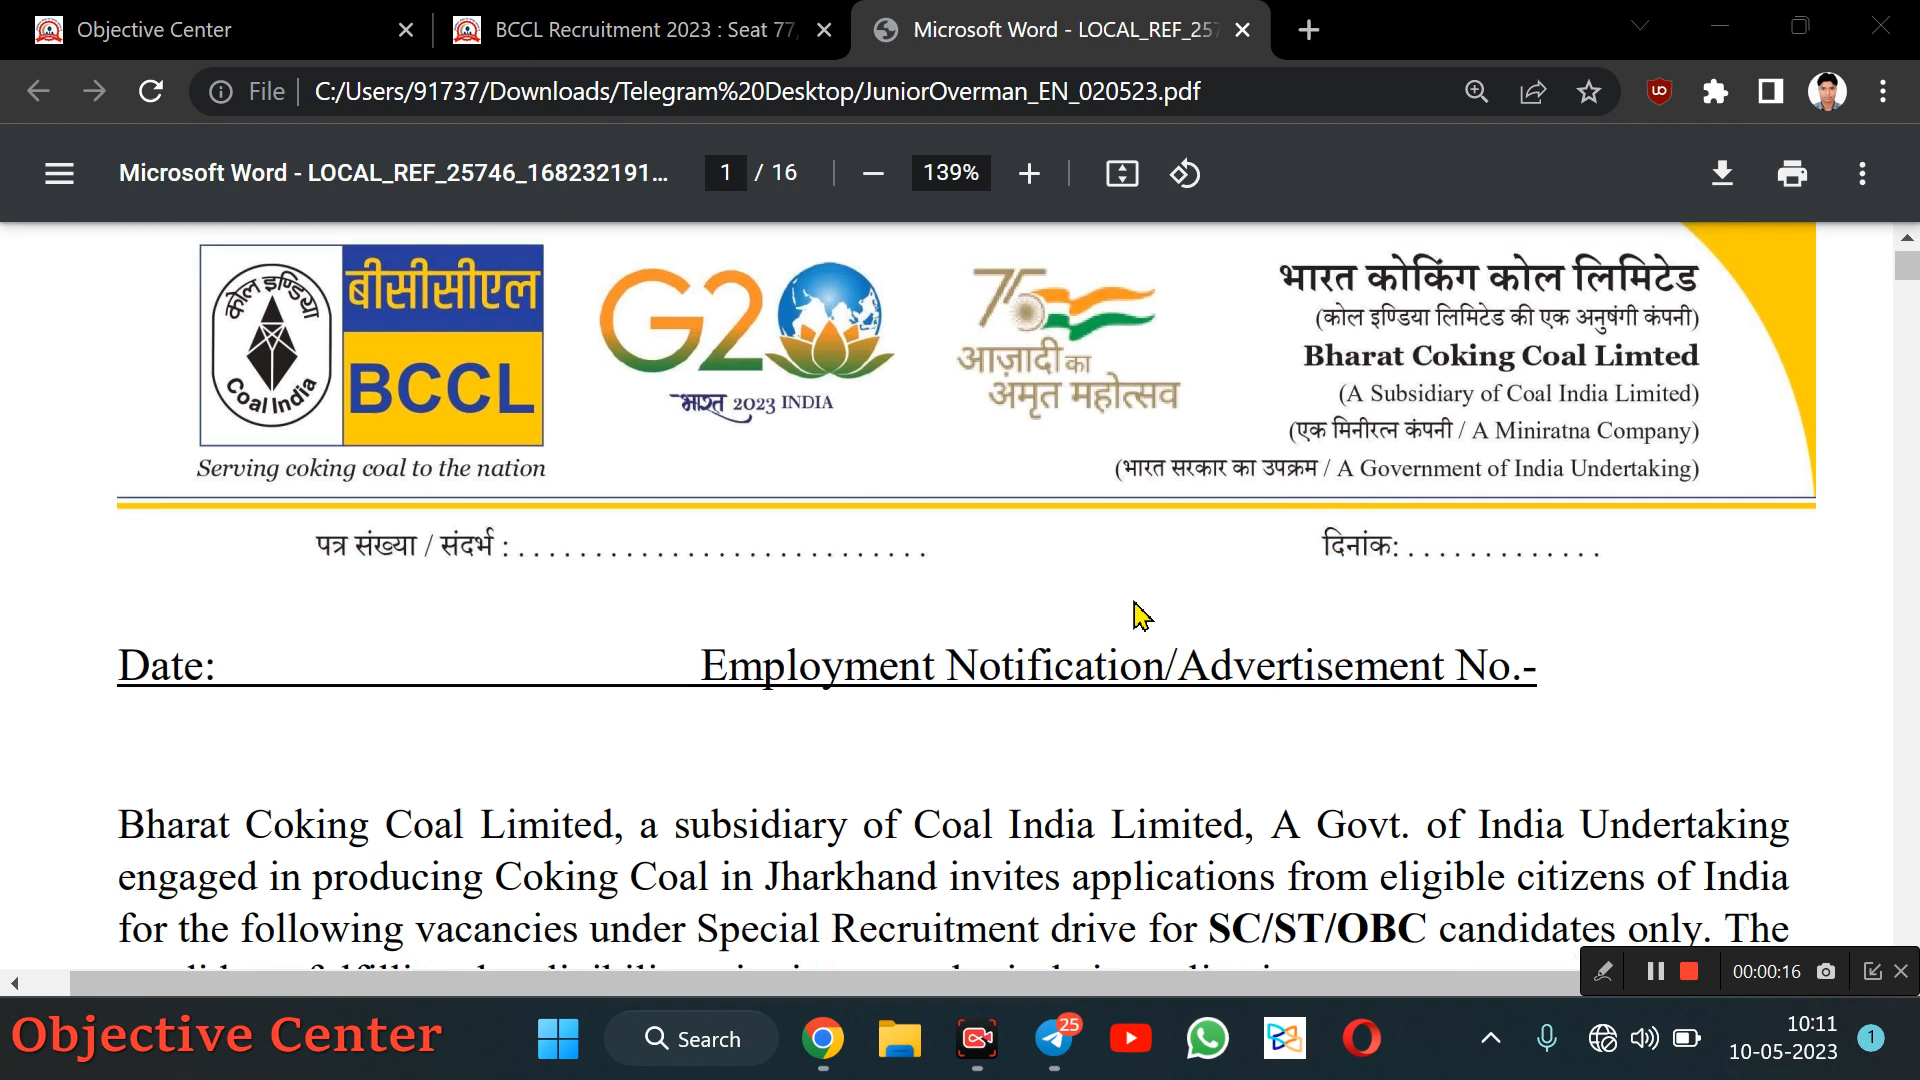 Objective Center
BCCL Recruitment 2023 : Seat 77,
Microsoft Word - LOCAL_REF_257
File
C:/Users/91737/Downloads/Telegram%20Desktop/JuniorOverman_EN_020523.pdf
Microsoft Word - LOCAL_REF_25746_168232191...
1 / 16
139%
कोल इण्डिया
Coal India
बीसीसीएल
BCCL
Serving coking coal to the nation
G20
भारत 2023 INDIA
75
आज़ादी का
अमृत महोत्सव
भारत कोकिंग कोल लिमिटेड
(कोल इण्डिया लिमिटेड की एक अनुषंगी कंपनी)
Bharat Coking Coal Limted
(A Subsidiary of Coal India Limited)
(एक मिनीरत्न कंपनी / A Miniratna Company)
(भारत सरकार का उपक्रम / A Government of India Undertaking)
पत्र संख्या / संदर्भ : . . . . . . . . . . . . . . . . . . . . . . . . . . .
दिनांक: . . . . . . . . . . . . .
Date: Employment Notification/Advertisement No.-
Bharat Coking Coal Limited, a subsidiary of Coal India Limited, A Govt. of India Undertaking
engaged in producing Coking Coal in Jharkhand invites applications from eligible citizens of India
for the following vacancies under Special Recruitment drive for SC/ST/OBC candidates only. The
00:00:16
Objective Center
Search
25
10:11
10-05-2023
1